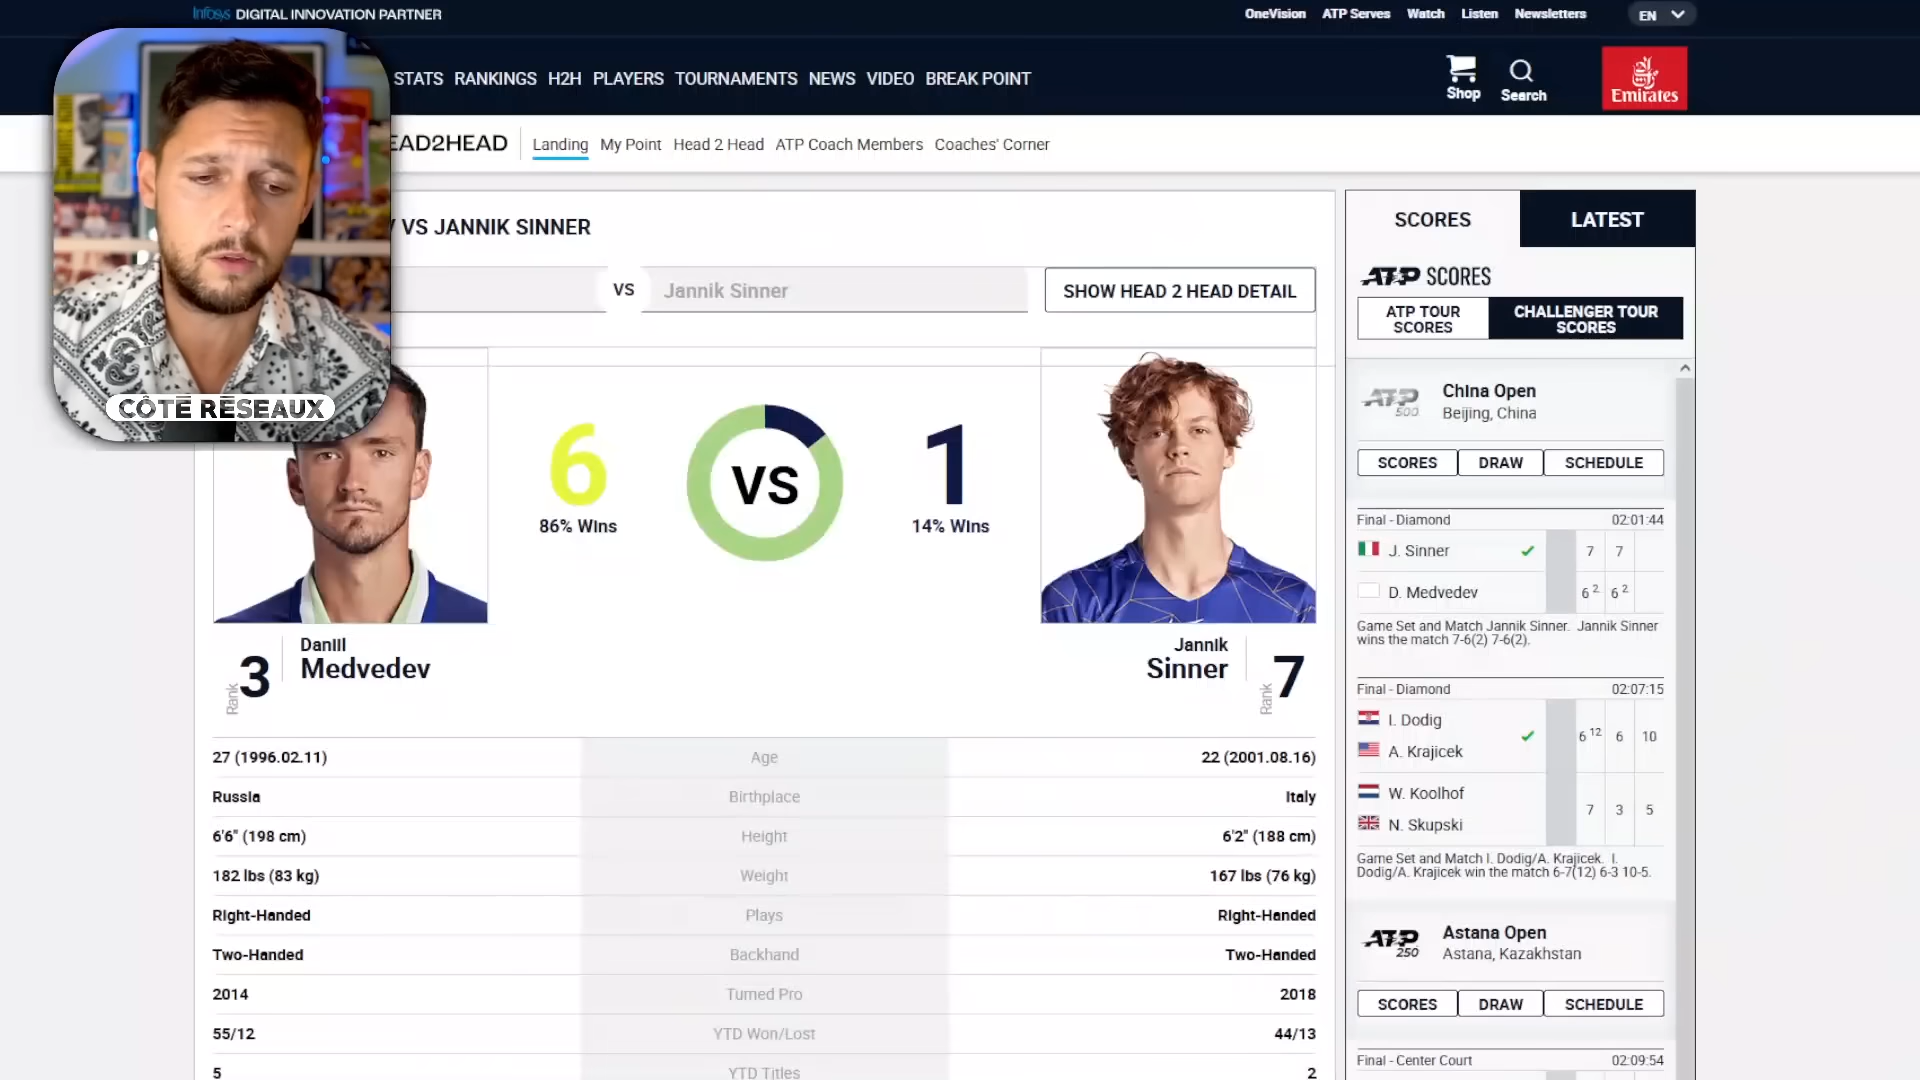 Infosys DIGITAL INNOVATION PARTNER
OneVision ATP Serves Watch Listen Newsletters EN
STATS RANKINGS H2H PLAYERS TOURNAMENTS NEWS VIDEO BREAK POINT
Shop Search Emirates
EAD2HEAD Landing My Point Head 2 Head ATP Coach Members Coaches' Corner
VS JANNIK SINNER
VS Jannik Sinner SHOW HEAD 2 HEAD DETAIL
CÔTÉ RÉSEAUX
6
86% Wins
VS
1
14% Wins
Rank 3 Daniil
Medvedev
Jannik
Sinner Rank 7
27 (1996.02.11) Age 22 (2001.08.16)
Russia Birthplace Italy
6'6" (198 cm) Height 6'2" (188 cm)
182 lbs (83 kg) Weight 167 lbs (76 kg)
Right-Handed Plays Right-Handed
Two-Handed Backhand Two-Handed
2014 Turned Pro 2018
55/12 YTD Won/Lost 44/13
5 YTD Titles 2
SCORES LATEST
ATP SCORES
ATP TOUR
SCORES
CHALLENGER TOUR
SCORES
ATP 500 China Open
Beijing, China
SCORES DRAW SCHEDULE
Final - Diamond 02:01:44
J. Sinner 7 7
D. Medvedev 6 2 6 2
Game Set and Match Jannik Sinner. Jannik Sinner
wins the match 7-6(2) 7-6(2).
Final - Diamond 02:07:15
I. Dodig
A. Krajicek 6 12 6 10
W. Koolhof
N. Skupski 7 3 5
Game Set and Match I. Dodig/A. Krajicek. I.
Dodig/A. Krajicek win the match 6-7(12) 6-3 10-5.
ATP 250 Astana Open
Astana, Kazakhstan
SCORES DRAW SCHEDULE
Final - Center Court 02:09:54